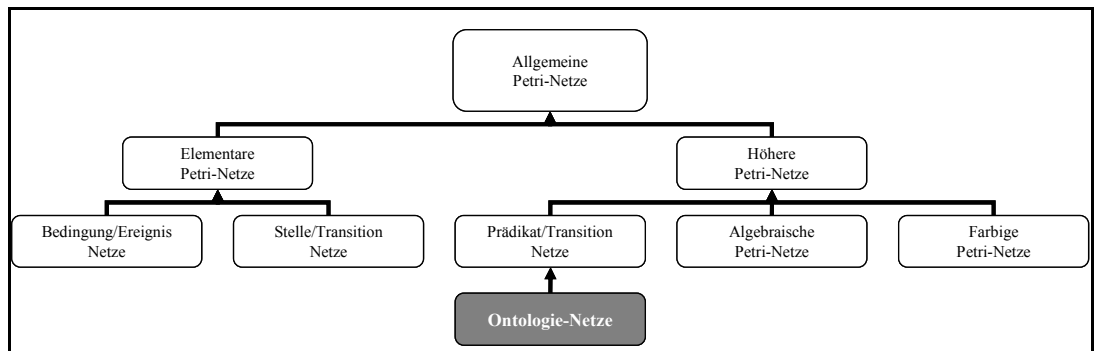 Allgemeine
Petri-Netze
Elementare
Petri-Netze
Höhere
Petri-Netze
Bedingung/Ereignis
Netze
Stelle/Transition
Netze
Prädikat/Transition
Netze
Algebraische
Petri-Netze
Farbige
Petri-Netze
Ontologie-Netze